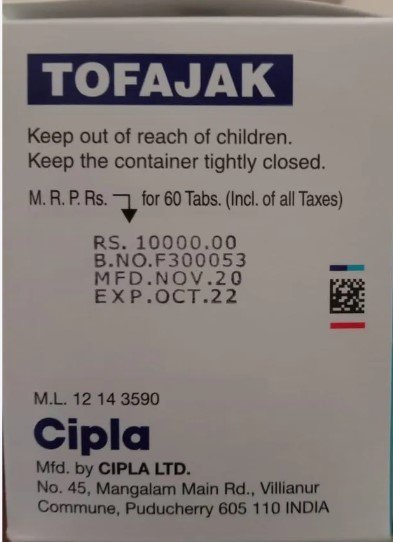 TOFAJAK
Keep out of reach of children.
Keep the container tightly closed.
M. R. P. Rs. for 60 Tabs. (Incl. of all Taxes)
RS. 10000.00
B.NO.F300053
MFD.NOV.20
EXP.OCT.22
M.L. 12 14 3590
Cipla
Mfd. by CIPLA LTD.
No. 45, Mangalam Main Rd., Villianur
Commune, Puducherry 605 110 INDIA